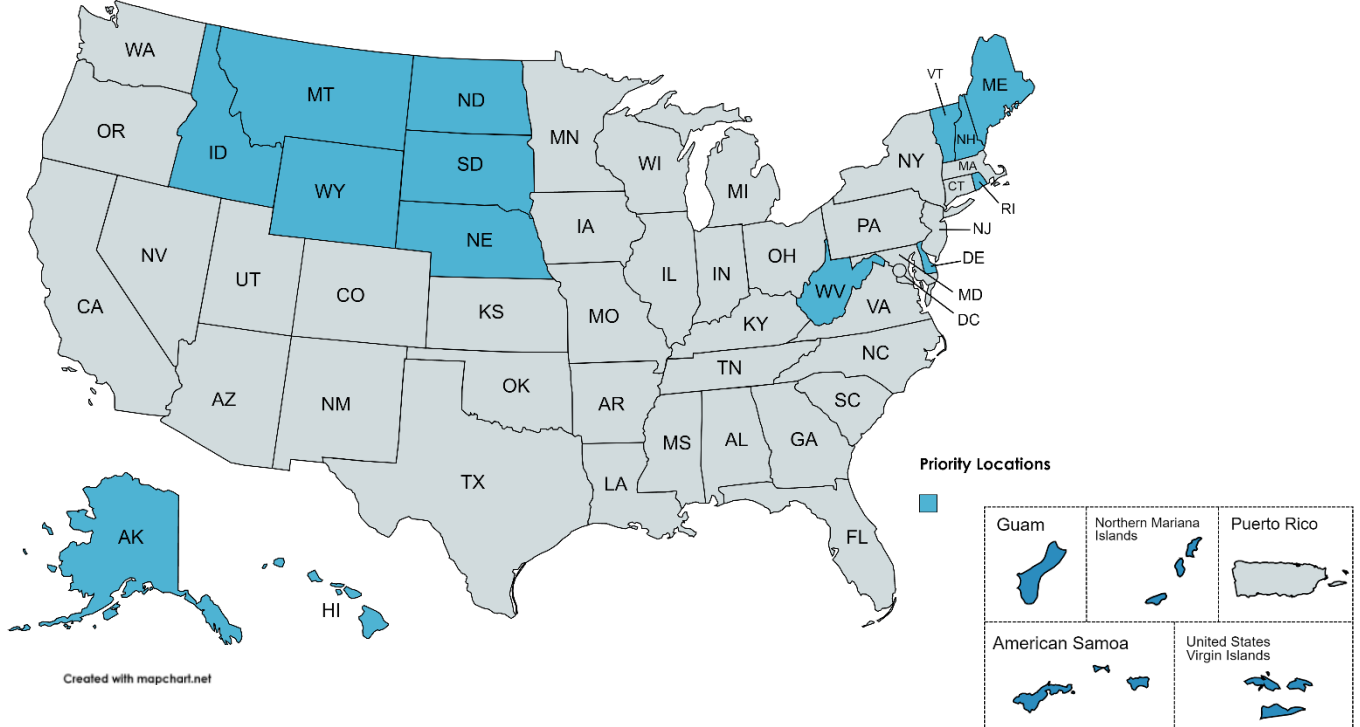 WA
MT
ND
VT
ME
OR
ID
MN
SD
WI
NH
NY
WY
MI
MA
CT
RI
NE
IA
PA
NJ
NV
OH
UT
IL
IN
DE
CA
CO
WV
MD
KS
MO
VA
DC
KY
NC
TN
AZ
OK
NM
AR
SC
MS
AL
GA
TX
LA
Priority Locations
FL
AK
HI
Guam
Northern Mariana
Islands
Puerto Rico
American Samoa
United States
Virgin Islands
Created with mapchart.net